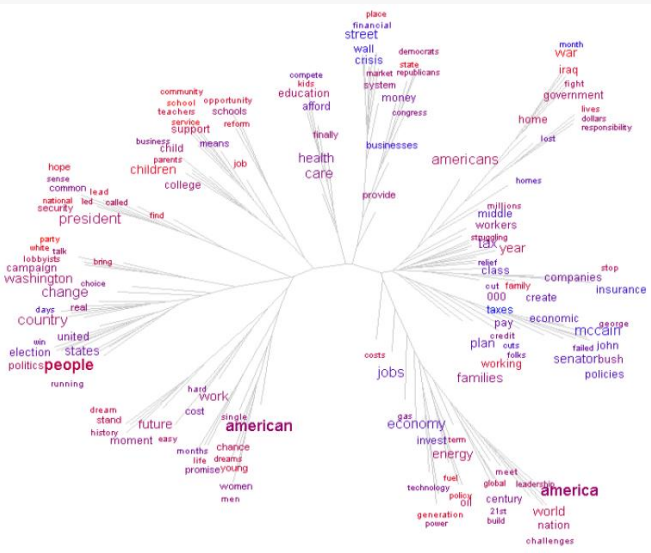 place
financial
street
wall
crisis
democrats
state
republicans
market
system
money
congress
businesses
provide
compete
kids
education
afford
finally
health
care
community
school
opportunity
teachers
schools
service
support
reform
business
means
child
parents
children
job
college
hope
sense
common
lead
national
led
called
security
president
find
party
white
talk
lobbyists
campaign
bring
washington
choice
change
days
real
country
win
united
election
states
politics
people
running
dream
stand
history
future
moment
easy
hard
work
cost
single
american
months
chance
life
dreams
promise
young
women
men
month
war
iraq
fight
government
home
lives
dollars
responsibility
lost
americans
homes
millions
middle
workers
struggling
tax
year
relief
class
stop
companies
insurance
cut
family
000
create
taxes
economic
pay
george
mccain
credit
plan
cuts
failed
john
folks
senator
bush
working
policies
families
costs
jobs
gas
economy
invest
term
energy
fuel
meet
technology
policy
oil
global
leadership
america
century
generation
21st
world
power
build
nation
challenges